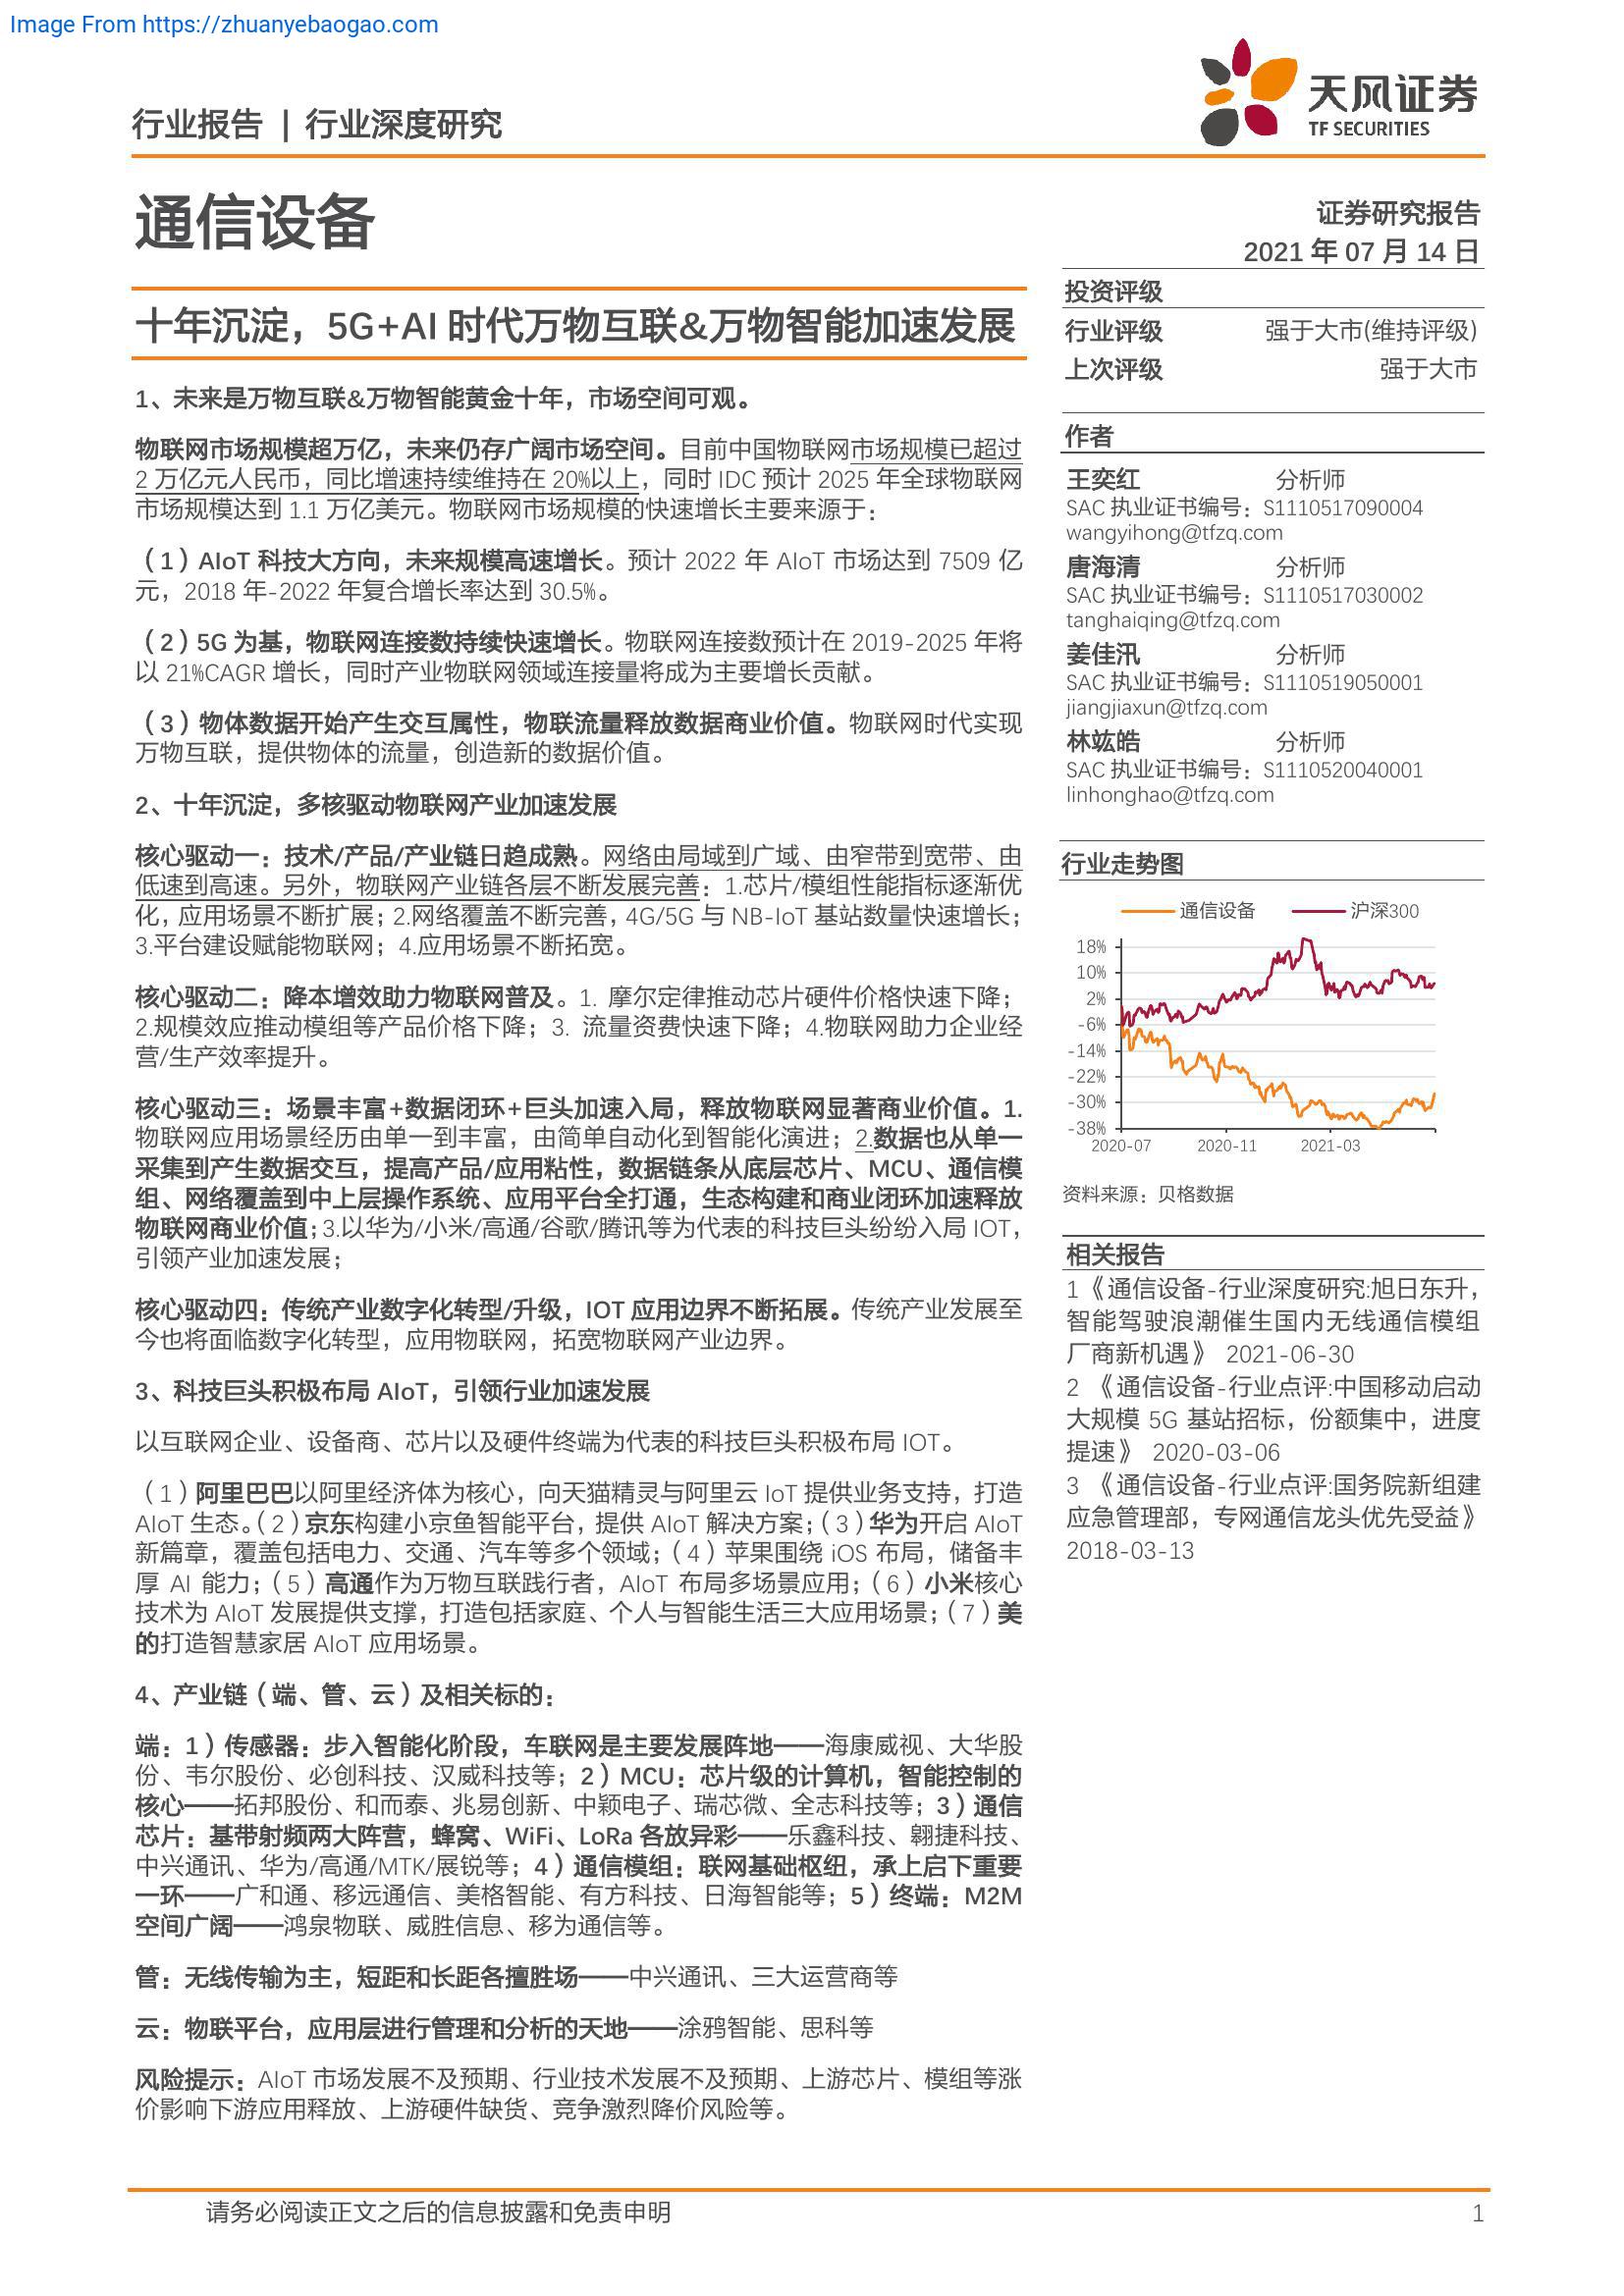 Image From https://zhuanyebaogao.com
行业报告 | 行业深度研究
天风证券
TF SECURITIES
通信设备
证券研究报告
2021 年 07 月 14 日
十年沉淀，5G+AI 时代万物互联&万物智能加速发展
1、未来是万物互联&万物智能黄金十年，市场空间可观。
物联网市场规模超万亿，未来仍存广阔市场空间。目前中国物联网市场规模已超过
2 万亿元人民币，同比增速持续维持在 20%以上，同时 IDC 预计 2025 年全球物联网
市场规模达到 1.1 万亿美元。物联网市场规模的快速增长主要来源于：
（1）AIoT 科技大方向，未来规模高速增长。预计 2022 年 AIoT 市场达到 7509 亿
元，2018 年-2022 年复合增长率达到 30.5%。
（2）5G 为基，物联网连接数持续快速增长。物联网连接数预计在 2019-2025 年将
以 21%CAGR 增长，同时产业物联网领域连接量将成为主要增长贡献。
（3）物体数据开始产生交互属性，物联流量释放数据商业价值。物联网时代实现
万物互联，提供物体的流量，创造新的数据价值。
2、十年沉淀，多核驱动物联网产业加速发展
核心驱动一：技术/产品/产业链日趋成熟。网络由局域到广域、由窄带到宽带、由
低速到高速。另外，物联网产业链各层不断发展完善：1.芯片/模组性能指标逐渐优
化，应用场景不断扩展；2.网络覆盖不断完善，4G/5G 与 NB-IoT 基站数量快速增长；
3.平台建设赋能物联网；4.应用场景不断拓宽。
核心驱动二：降本增效助力物联网普及。1. 摩尔定律推动芯片硬件价格快速下降；
2.规模效应推动模组等产品价格下降；3. 流量资费快速下降；4.物联网助力企业经
营/生产效率提升。
核心驱动三：场景丰富+数据闭环+巨头加速入局，释放物联网显著商业价值。1.
物联网应用场景经历由单一到丰富，由简单自动化到智能化演进；2.数据也从单一
采集到产生数据交互，提高产品/应用粘性，数据链条从底层芯片、MCU、通信模
组、网络覆盖到中上层操作系统、应用平台全打通，生态构建和商业闭环加速释放
物联网商业价值；3.以华为/小米/高通/谷歌/腾讯等为代表的科技巨头纷纷入局 IOT，
引领产业加速发展；
核心驱动四：传统产业数字化转型/升级，IOT 应用边界不断拓展。传统产业发展至
今也将面临数字化转型，应用物联网，拓宽物联网产业边界。
3、科技巨头积极布局 AIoT，引领行业加速发展
以互联网企业、设备商、芯片以及硬件终端为代表的科技巨头积极布局 IOT。
（1）阿里巴巴以阿里经济体为核心，向天猫精灵与阿里云 IoT 提供业务支持，打造
AIoT 生态。（2）京东构建小京鱼智能平台，提供 AIoT 解决方案；（3）华为开启 AIoT
新篇章，覆盖包括电力、交通、汽车等多个领域；（4）苹果围绕 iOS 布局，储备丰
厚 AI 能力；（5）高通作为万物互联践行者，AIoT 布局多场景应用；（6）小米核心
技术为 AIoT 发展提供支撑，打造包括家庭、个人与智能生活三大应用场景；（7）美
的打造智慧家居 AIoT 应用场景。
4、产业链（端、管、云）及相关标的：
端：1）传感器：步入智能化阶段，车联网是主要发展阵地——海康威视、大华股
份、韦尔股份、必创科技、汉威科技等；2）MCU：芯片级的计算机，智能控制的
核心——拓邦股份、和而泰、兆易创新、中颖电子、瑞芯微、全志科技等；3）通信
芯片：基带射频两大阵营，蜂窝、WiFi、LoRa 各放异彩——乐鑫科技、翱捷科技、
中兴通讯、华为/高通/MTK/展锐等；4）通信模组：联网基础枢纽，承上启下重要
一环——广和通、移远通信、美格智能、有方科技、日海智能等；5）终端：M2M
空间广阔——鸿泉物联、威胜信息、移为通信等。
管：无线传输为主，短距和长距各擅胜场——中兴通讯、三大运营商等
云：物联平台，应用层进行管理和分析的天地——涂鸦智能、思科等
风险提示：AIoT 市场发展不及预期、行业技术发展不及预期、上游芯片、模组等涨
价影响下游应用释放、上游硬件缺货、竞争激烈降价风险等。
投资评级
行业评级 强于大市(维持评级)
上次评级 强于大市
作者
王奕红 分析师
SAC 执业证书编号：S1110517090004
wangyihong@tfzq.com
唐海清 分析师
SAC 执业证书编号：S1110517030002
tanghaiqing@tfzq.com
姜佳汛 分析师
SAC 执业证书编号：S1110519050001
jiangjiaxun@tfzq.com
林竑皓 分析师
SAC 执业证书编号：S1110520040001
linhonghao@tfzq.com
行业走势图
通信设备 沪深300
18%
10%
2%
-6%
-14%
-22%
-30%
-38%
2020-07 2020-11 2021-03
资料来源：贝格数据
相关报告
1《通信设备-行业深度研究:旭日东升，
智能驾驶浪潮催生国内无线通信模组
厂商新机遇》 2021-06-30
2 《通信设备-行业点评:中国移动启动
大规模 5G 基站招标，份额集中，进度
提速》 2020-03-06
3 《通信设备-行业点评:国务院新组建
应急管理部，专网通信龙头优先受益》
2018-03-13
请务必阅读正文之后的信息披露和免责申明 1